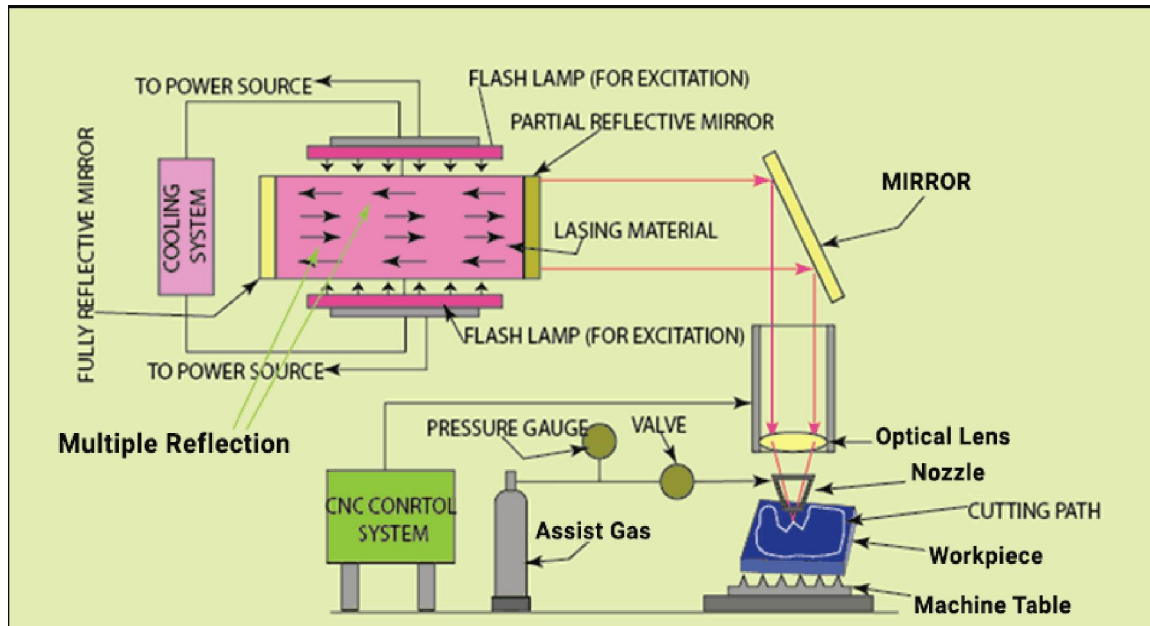 TO POWER SOURCE
FLASH LAMP (FOR EXCITATION)
PARTIAL REFLECTIVE MIRROR
FULLY REFLECTIVE MIRROR
COOLING
SYSTEM
MIRROR
LASING MATERIAL
FLASH LAMP (FOR EXCITATION)
TO POWER SOURCE
Multiple Reflection
PRESSURE GAUGE
VALVE
Optical Lens
Nozzle
CNC CONRTOL
SYSTEM
Assist Gas
CUTTING PATH
Workpiece
Machine Table